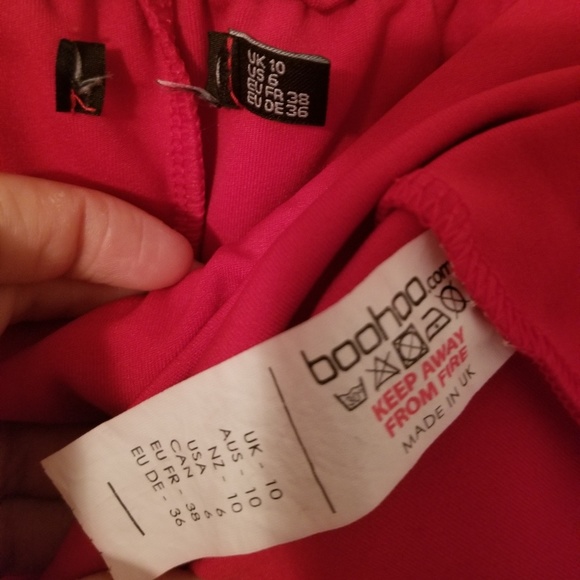 UK 10
US 6
EU FR 38
EU DE 36
boohoo.com
KEEP AWAY
FROM FIRE
MADE IN UK
UK - 10
AUS - 10
NZ - 10
USA - 6
CAN - 6
EU FR - 38
EU DE - 36